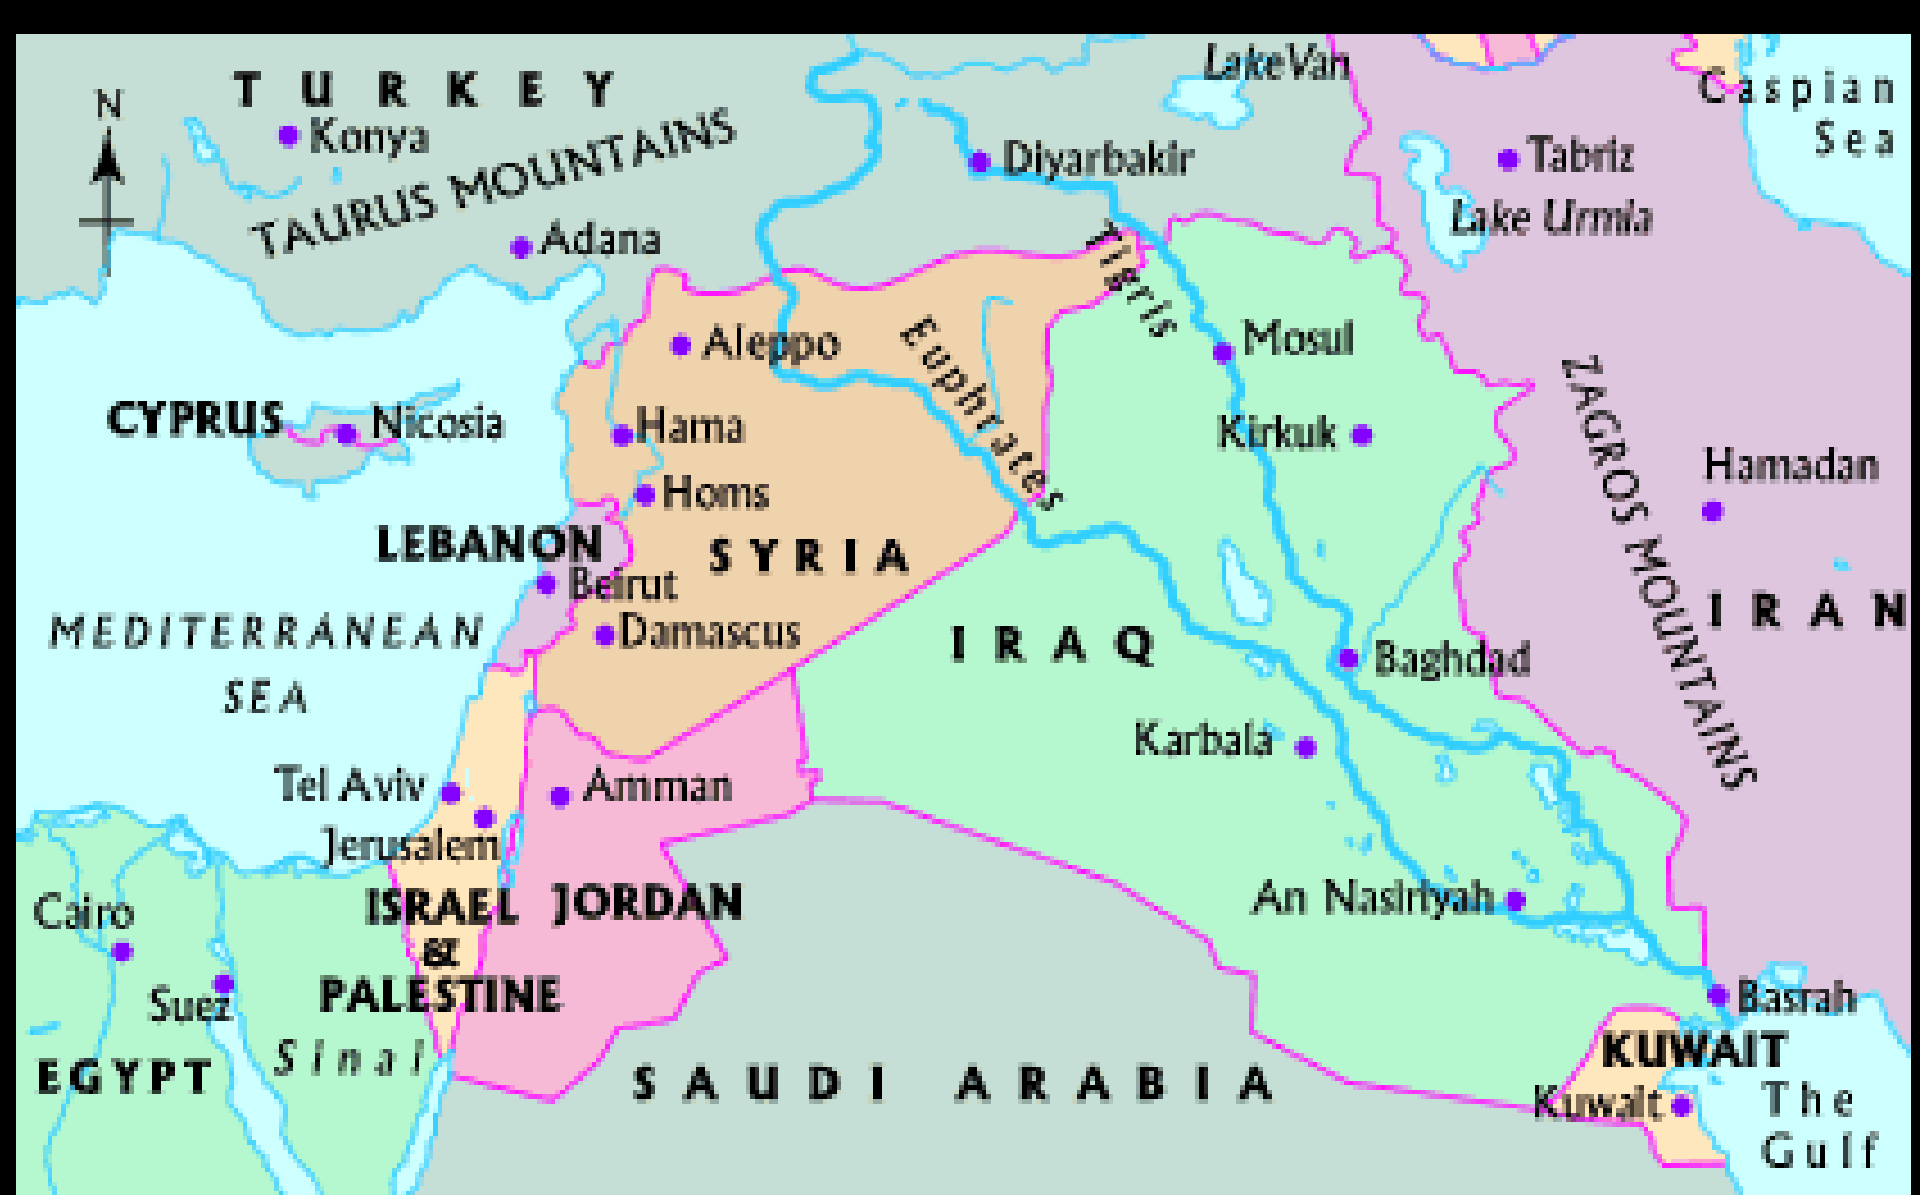 Lake Van
T U R K E Y
N
Caspian
Sea
Konya
TAURUS MOUNTAINS
Diyarbakir
Tabriz
Lake Urmia
Adana
Tigris
Aleppo
Euphrates
Mosul
ZAGROS MOUNTAINS
CYPRUS
Nicosia
Hama
Kirkuk
Hamadan
Homs
LEBANON
SYRIA
Beirut
IRAN
MEDITERRANEAN
SEA
Damascus
IRAQ
Baghdad
Karbala
Tel Aviv
Amman
Jerusalem
Cairo
ISRAEL
&
PALESTINE
JORDAN
An Nasiriyah
Suez
Basrah
Sinai
EGYPT
SAUDI ARABIA
KUWAIT
Kuwait
The
Gulf